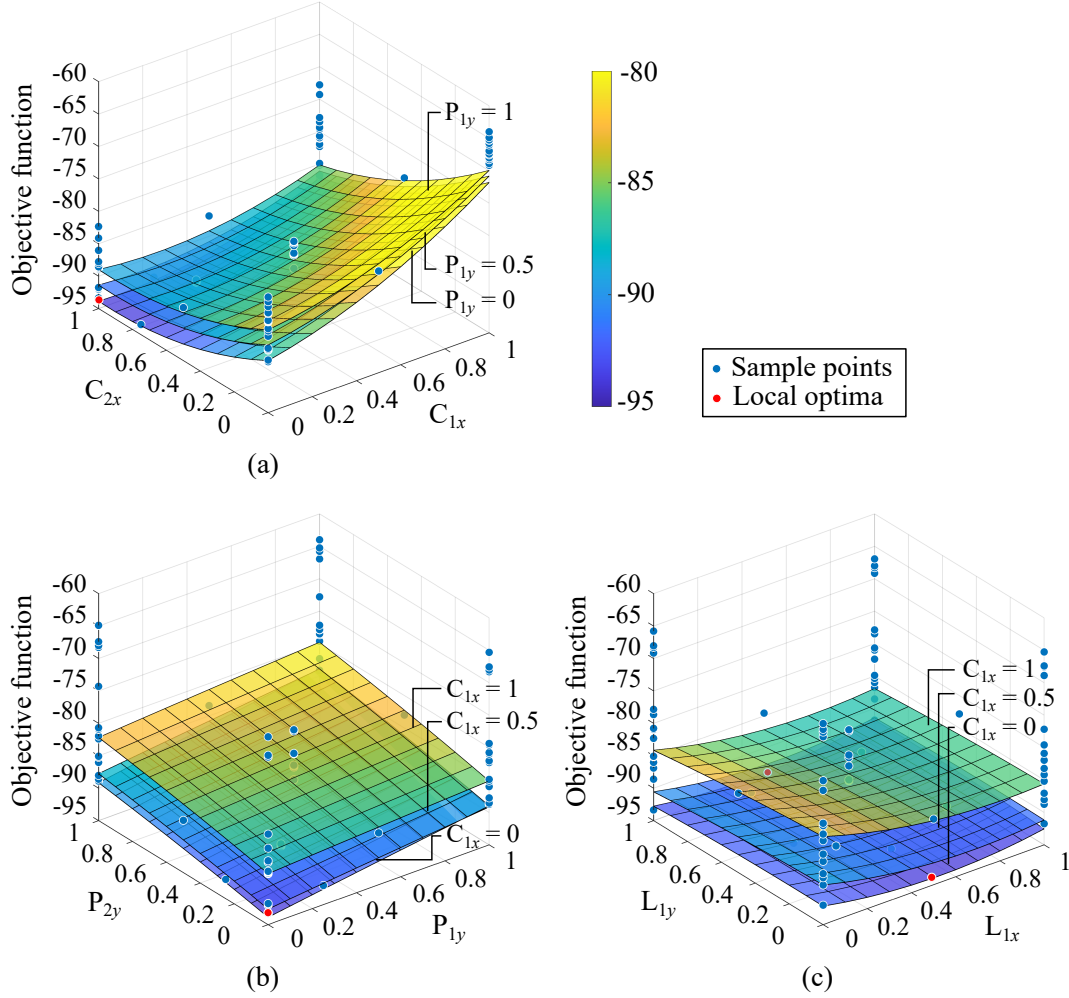 Objective function
-60
-65
-70
-75
-80
-85
-90
-95
1
0.8
0.6
0.4
0.2
0
C2x
0
0.2
0.4
0.6
0.8
1
C1x
P1y = 1
P1y = 0.5
P1y = 0
(a)
-80
-85
-90
-95
Sample points
Local optima
Objective function
-60
-65
-70
-75
-80
-85
-90
-95
1
0.8
0.6
0.4
0.2
0
P2y
0
0.2
0.4
0.6
0.8
1
P1y
C1x = 1
C1x = 0.5
C1x = 0
(b)
Objective function
-60
-65
-70
-75
-80
-85
-90
-95
1
0.8
0.6
0.4
0.2
0
L1y
0
0.2
0.4
0.6
0.8
1
L1x
C1x = 1
C1x = 0.5
C1x = 0
(c)